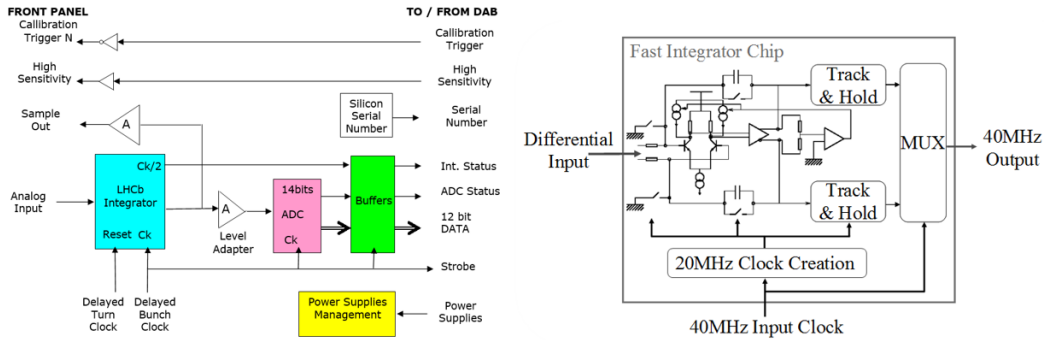 FRONT PANEL
TO / FROM DAB
Callibration
Trigger N
Callibration
Trigger
High
Sensitivity
High
Sensitivity
Sample
Out
A
Silicon
Serial
Number
Serial
Number
Analog
Input
Ck/2
LHCb
Integrator
Reset Ck
A
Level
Adapter
14bits
ADC
Ck
Buffers
Int. Status
ADC Status
12 bit
DATA
Strobe
Delayed
Turn
Clock
Delayed
Bunch
Clock
Power Supplies
Management
Power
Supplies
Fast Integrator Chip
Differential
Input
Track
& Hold
MUX
40MHz
Output
Track
& Hold
20MHz Clock Creation
40MHz Input Clock